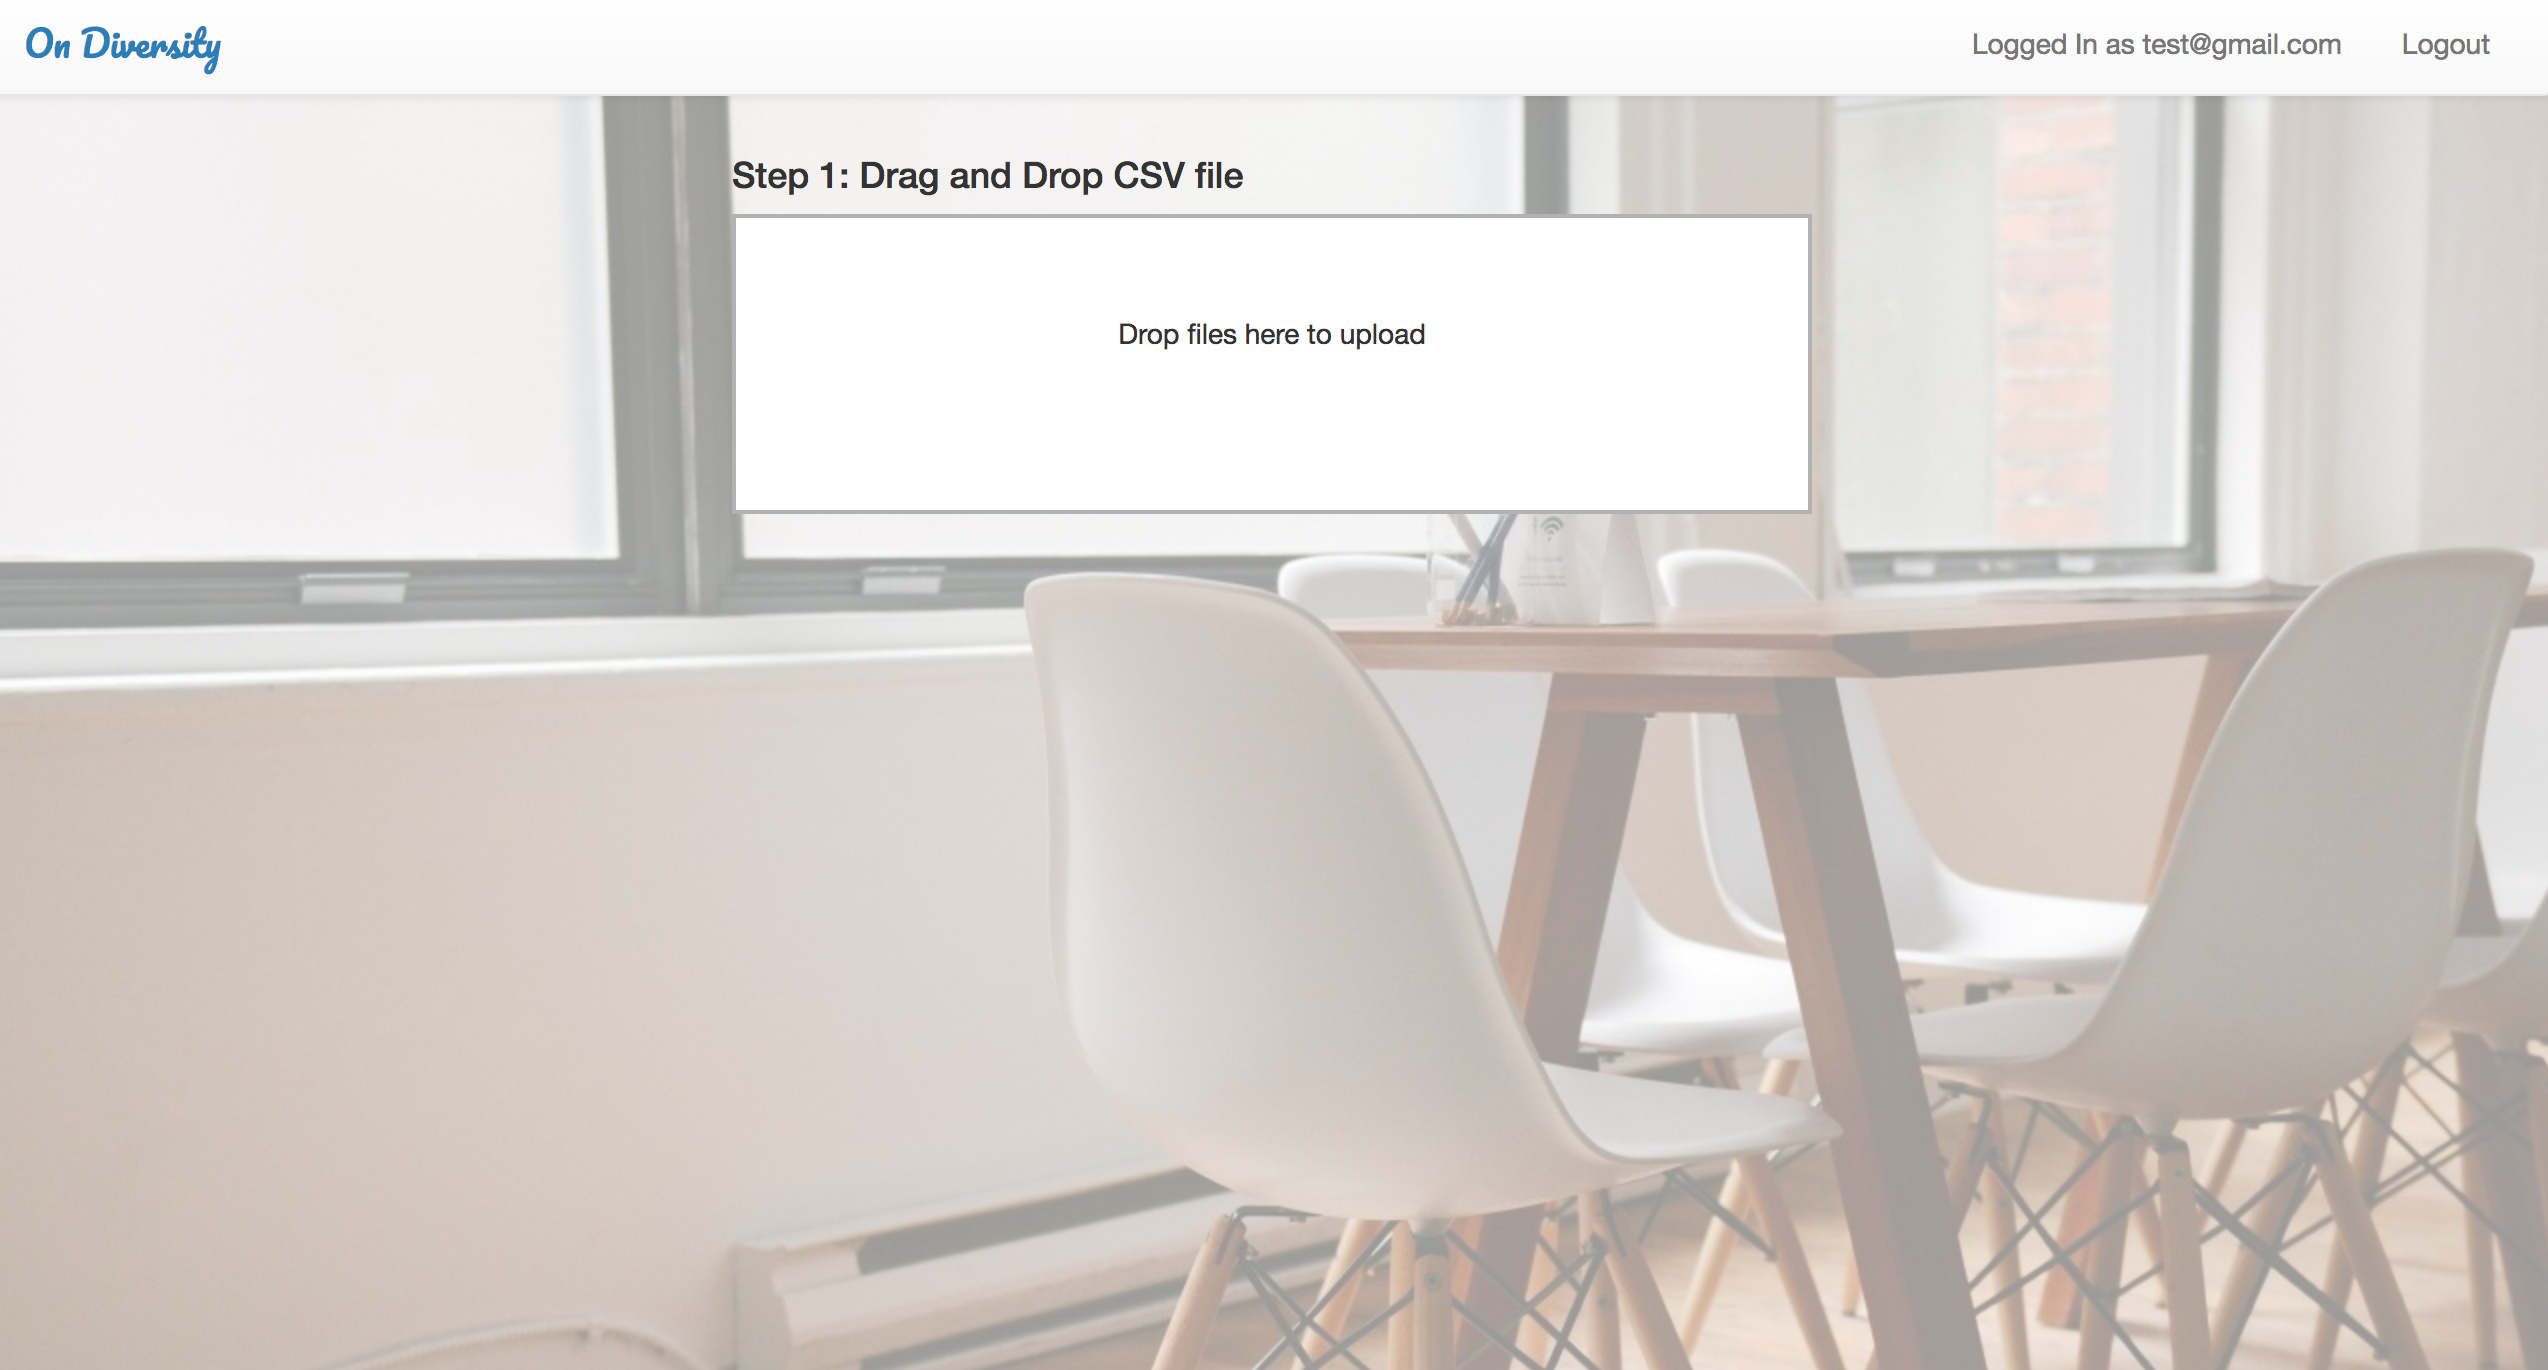 On Diversity
Logged In as test@gmail.com
Logout
Step 1: Drag and Drop CSV file
Drop files here to upload